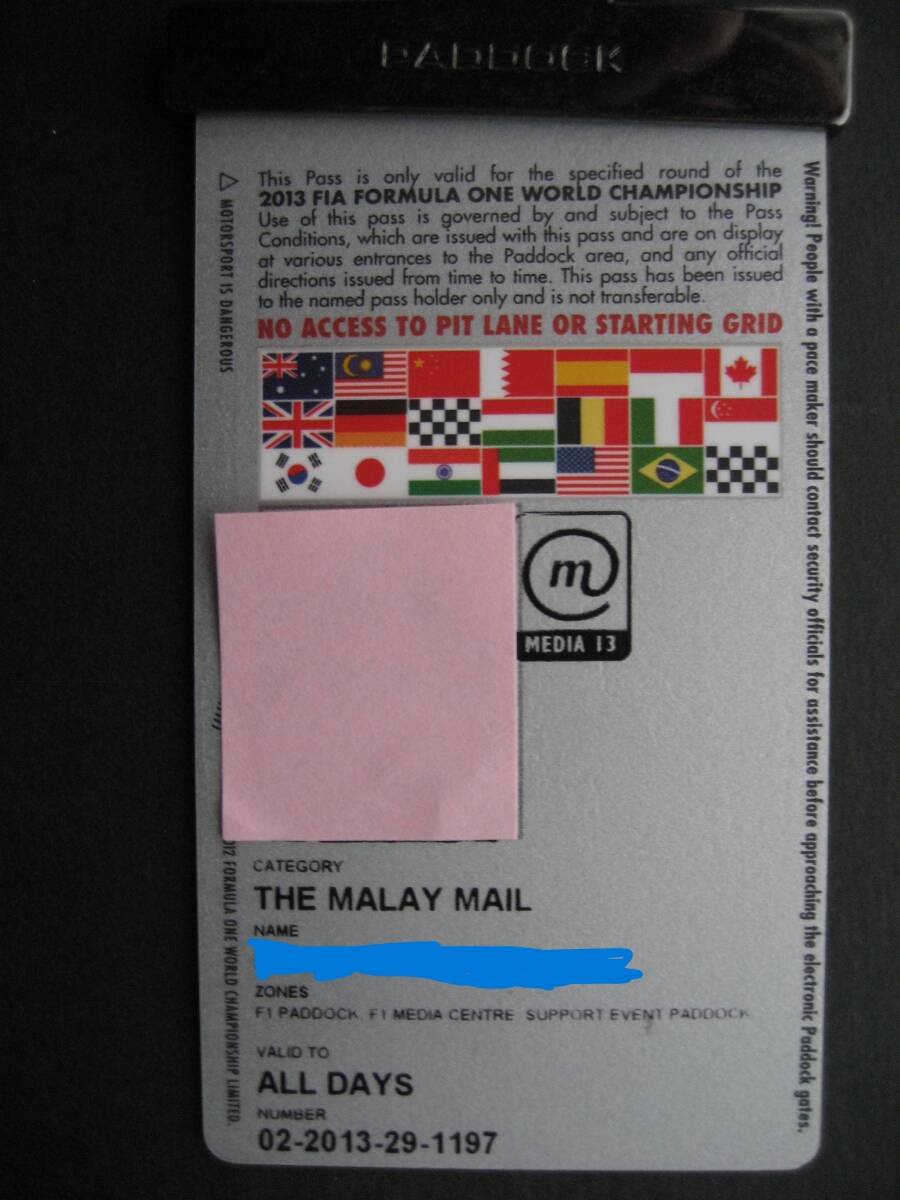 PADDOCK
This Pass is only valid for the specified round of the
2013 FIA FORMULA ONE WORLD CHAMPIONSHIP
Use of this pass is governed by and subject to the Pass
Conditions, which are issued with this pass and are on display
at various entrances to the Paddock area, and any official
directions issued from time to time. This pass has been issued
to the named pass holder only and is not transferable.
NO ACCESS TO PIT LANE OR STARTING GRID
MOTORSPORT IS DANGEROUS
Warning! People with a pace maker should contact security officials for assistance before approaching the electronic Paddock gates.
m
MEDIA 13
CATEGORY
THE MALAY MAIL
NAME
ZONES
F1 PADDOCK F1 MEDIA CENTRE SUPPORT EVENT PADDOCK
VALID TO
ALL DAYS
NUMBER
02-2013-29-1197
FORMULA ONE WORLD CHAMPIONSHIP LIMITED.